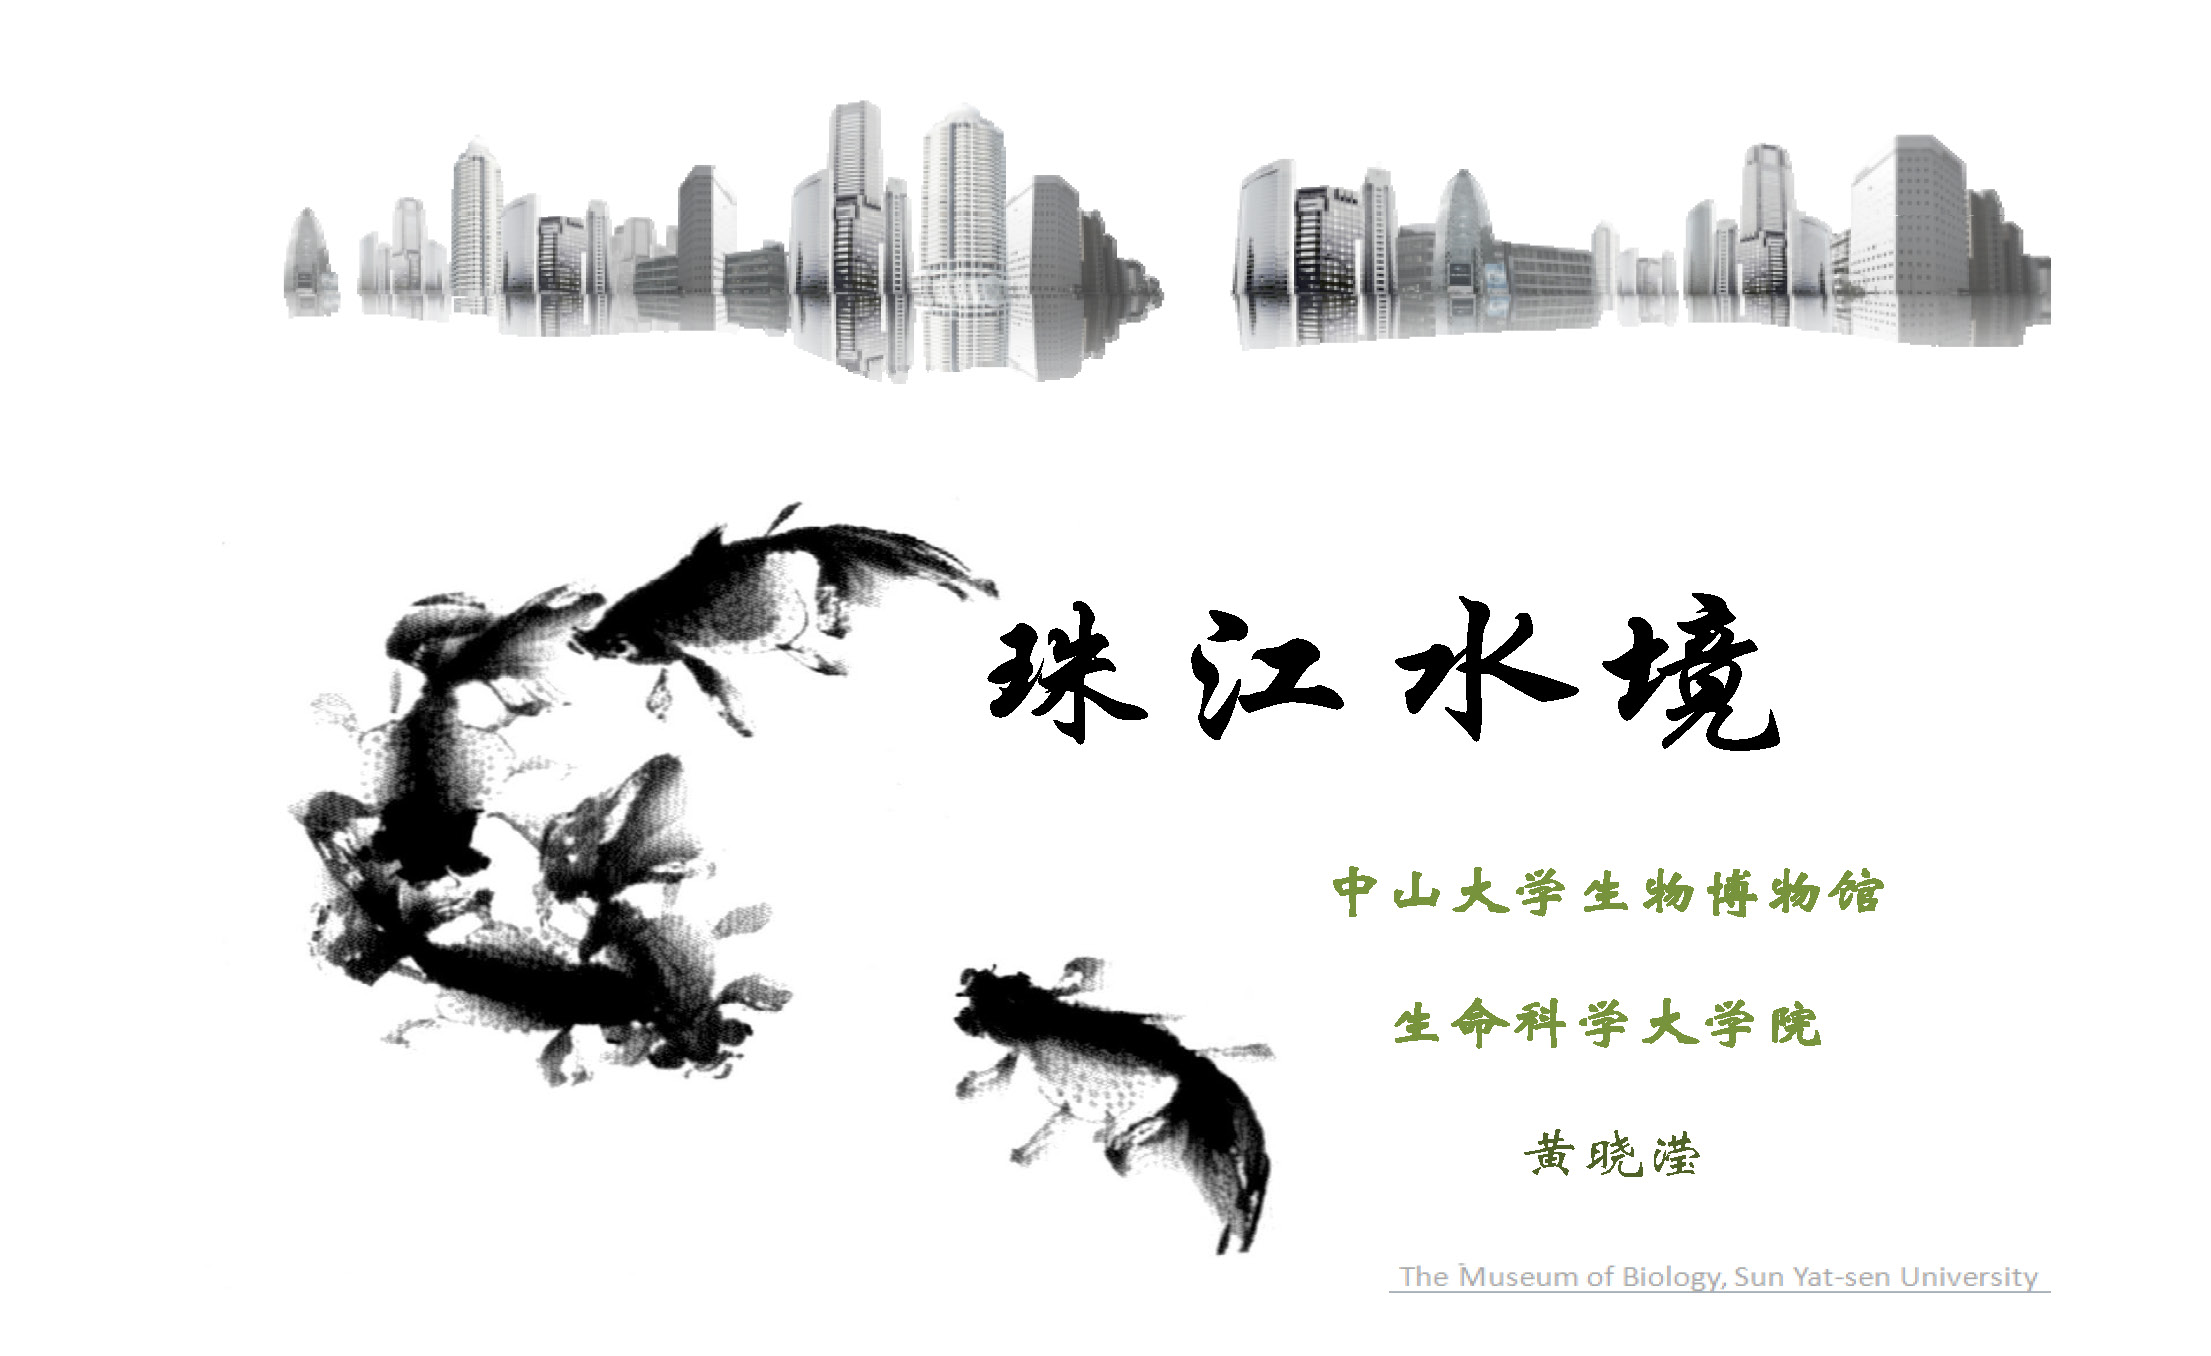 珠江水境
中山大学生物博物馆
生命科学大学院
黄晓滢
The Museum of Biology, Sun Yat-sen University